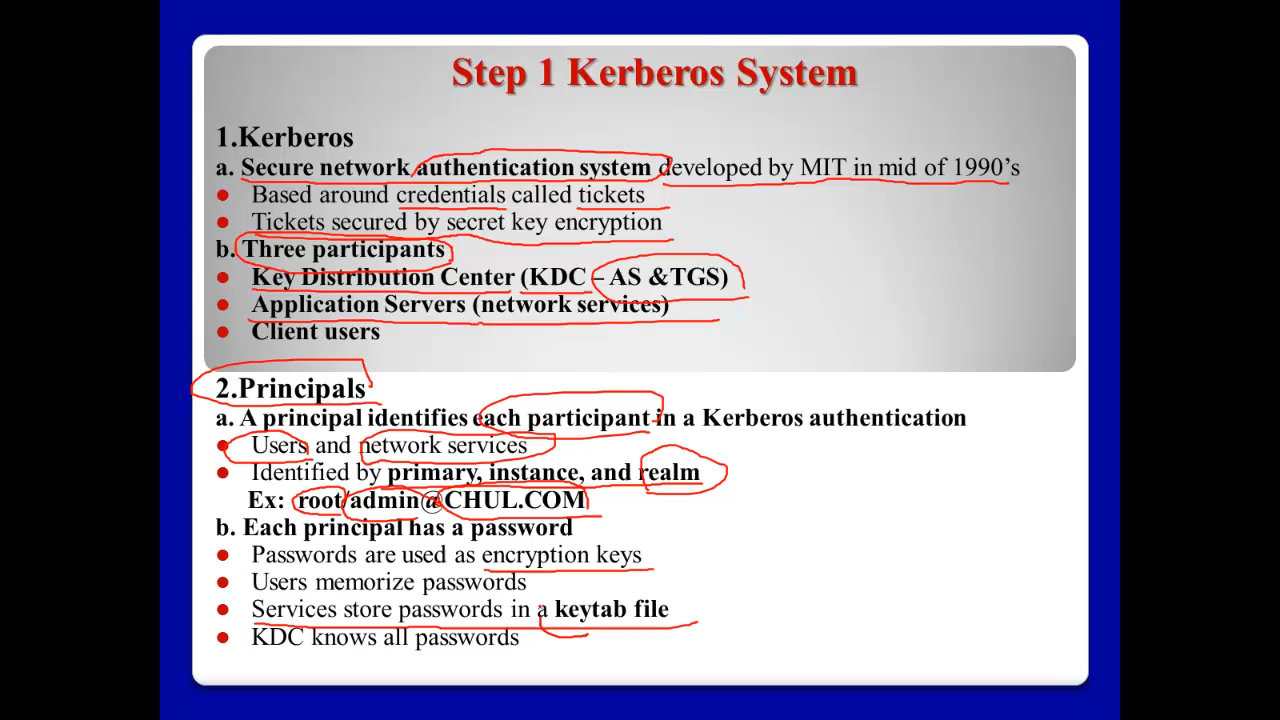 Step 1 Kerberos System
1.Kerberos
a. Secure network authentication system developed by MIT in mid of 1990's
● Based around credentials called tickets
● Tickets secured by secret key encryption
b. Three participants
● Key Distribution Center (KDC – AS &TGS)
● Application Servers (network services)
● Client users
2.Principals
a. A principal identifies each participant in a Kerberos authentication
● Users and network services
● Identified by primary, instance, and realm
Ex: root/admin@CHUL.COM
b. Each principal has a password
● Passwords are used as encryption keys
● Users memorize passwords
● Services store passwords in a keytab file
● KDC knows all passwords